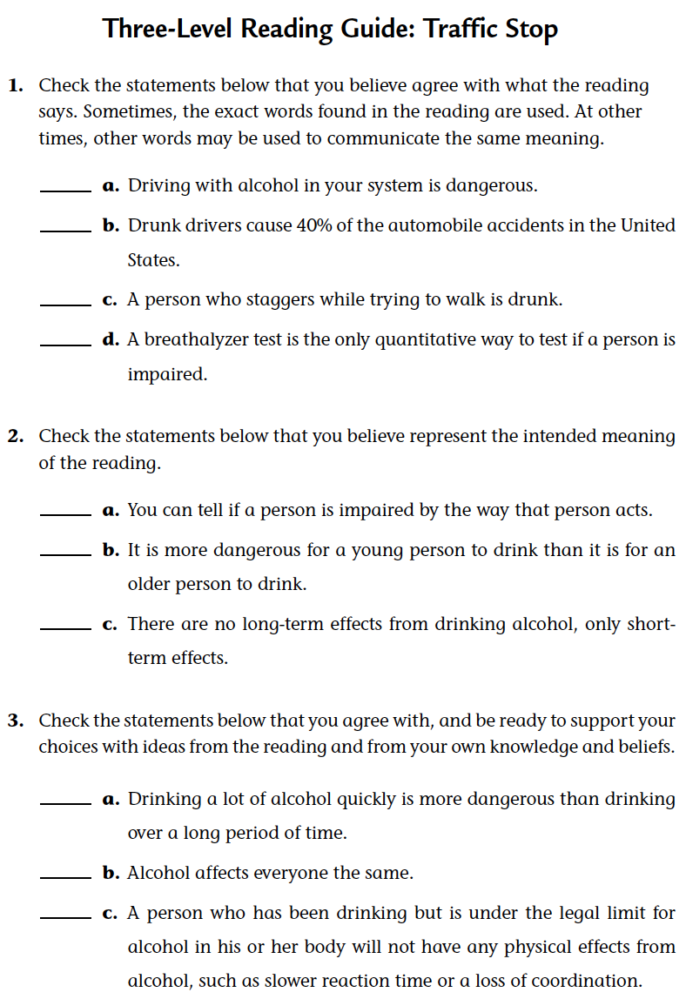 Three-Level Reading Guide: Traffic Stop
1. Check the statements below that you believe agree with what the reading
says. Sometimes, the exact words found in the reading are used. At other
times, other words may be used to communicate the same meaning.
______ a. Driving with alcohol in your system is dangerous.
______ b. Drunk drivers cause 40% of the automobile accidents in the United
States.
______ c. A person who staggers while trying to walk is drunk.
______ d. A breathalyzer test is the only quantitative way to test if a person is
impaired.
2. Check the statements below that you believe represent the intended meaning
of the reading.
______ a. You can tell if a person is impaired by the way that person acts.
______ b. It is more dangerous for a young person to drink than it is for an
older person to drink.
______ c. There are no long-term effects from drinking alcohol, only short-
term effects.
3. Check the statements below that you agree with, and be ready to support your
choices with ideas from the reading and from your own knowledge and beliefs.
______ a. Drinking a lot of alcohol quickly is more dangerous than drinking
over a long period of time.
______ b. Alcohol affects everyone the same.
______ c. A person who has been drinking but is under the legal limit for
alcohol in his or her body will not have any physical effects from
alcohol, such as slower reaction time or a loss of coordination.